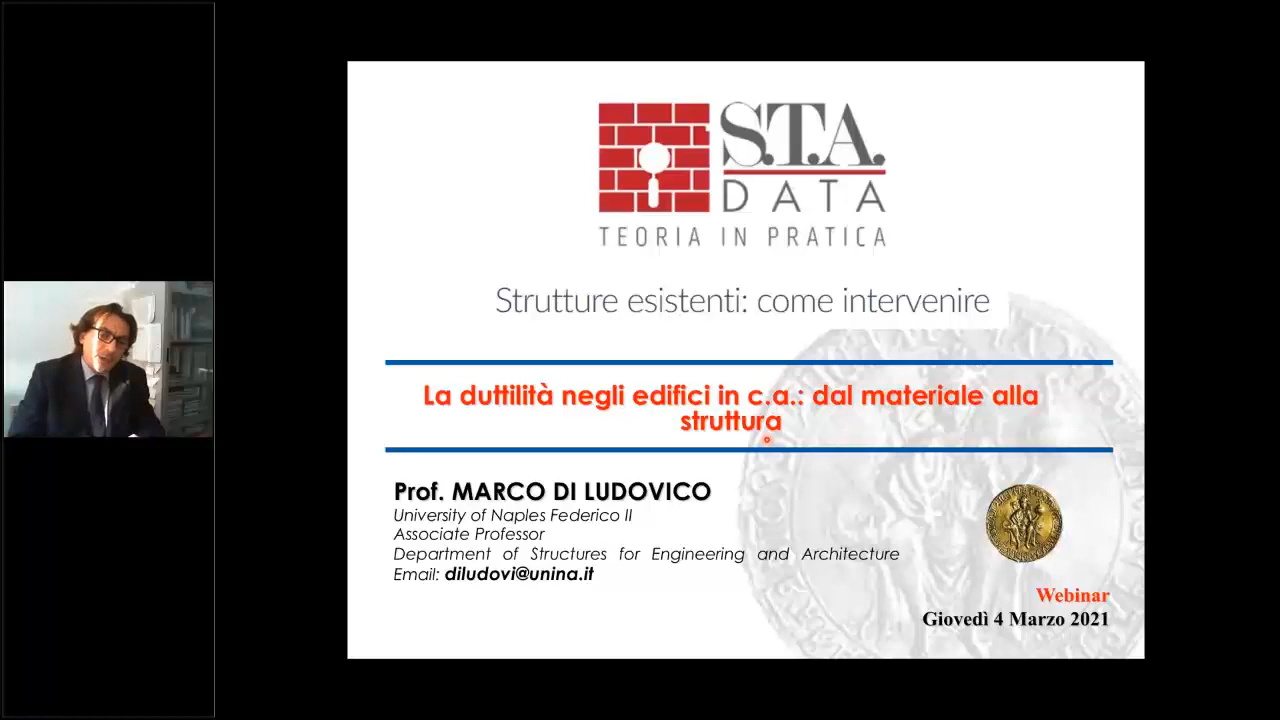 S.T.A.
DATA
TEORIA IN PRATICA
Strutture esistenti: come intervenire
La duttilità negli edifici in c.a.: dal materiale alla
struttura
Prof. MARCO DI LUDOVICO
University of Naples Federico II
Associate Professor
Department of Structures for Engineering and Architecture
Email: diludovi@unina.it
Webinar
Giovedì 4 Marzo 2021